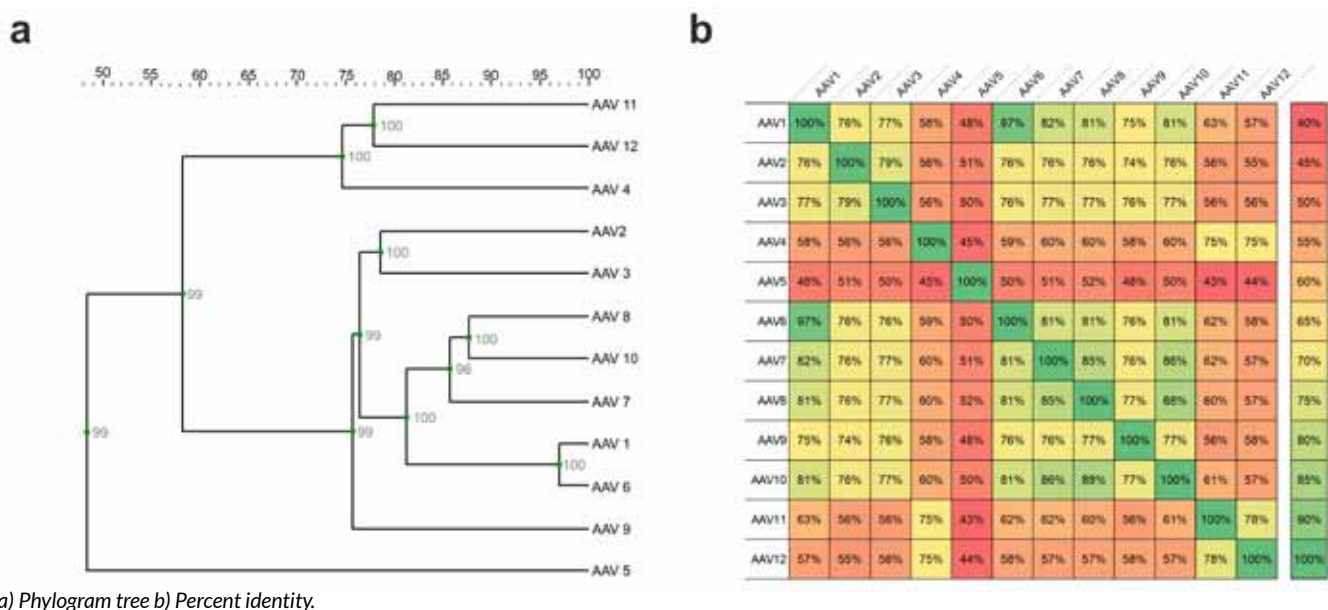 a
50 55 60 65 70 75 80 85 90 95 100
AAV 11
100
AAV 12
100
AAV 4
99
AAV2
100
AAV 3
99
AAV 8
100
AAV 10
96
AAV 7
100
99
AAV 1
100
AAV 6
AAV 9
99
AAV 5
b
AAV1 AAV2 AAV3 AAV4 AAV5 AAV6 AAV7 AAV8 AAV9 AAV10 AAV11 AAV12
AAV1 100% 76% 77% 58% 48% 97% 82% 81% 75% 81% 63% 57% 40%
AAV2 76% 100% 79% 56% 51% 76% 76% 76% 74% 76% 56% 55% 45%
AAV3 77% 79% 100% 56% 50% 76% 77% 77% 76% 77% 56% 56% 50%
AAV4 58% 56% 56% 100% 45% 59% 60% 60% 58% 60% 75% 75% 55%
AAV5 48% 51% 50% 45% 100% 50% 51% 52% 48% 50% 43% 44% 60%
AAV6 97% 76% 76% 59% 50% 100% 81% 81% 76% 81% 62% 58% 65%
AAV7 82% 76% 77% 60% 51% 81% 100% 85% 76% 86% 62% 57% 70%
AAV8 81% 76% 77% 60% 52% 81% 85% 100% 77% 88% 60% 57% 75%
AAV9 75% 74% 76% 58% 48% 76% 76% 77% 100% 77% 56% 58% 80%
AAV10 81% 76% 77% 60% 50% 81% 86% 88% 77% 100% 61% 57% 85%
AAV11 63% 56% 56% 75% 43% 62% 62% 60% 56% 61% 100% 78% 90%
AAV12 57% 55% 56% 75% 44% 58% 57% 57% 58% 57% 78% 100% 100%
a) Phylogram tree b) Percent identity.